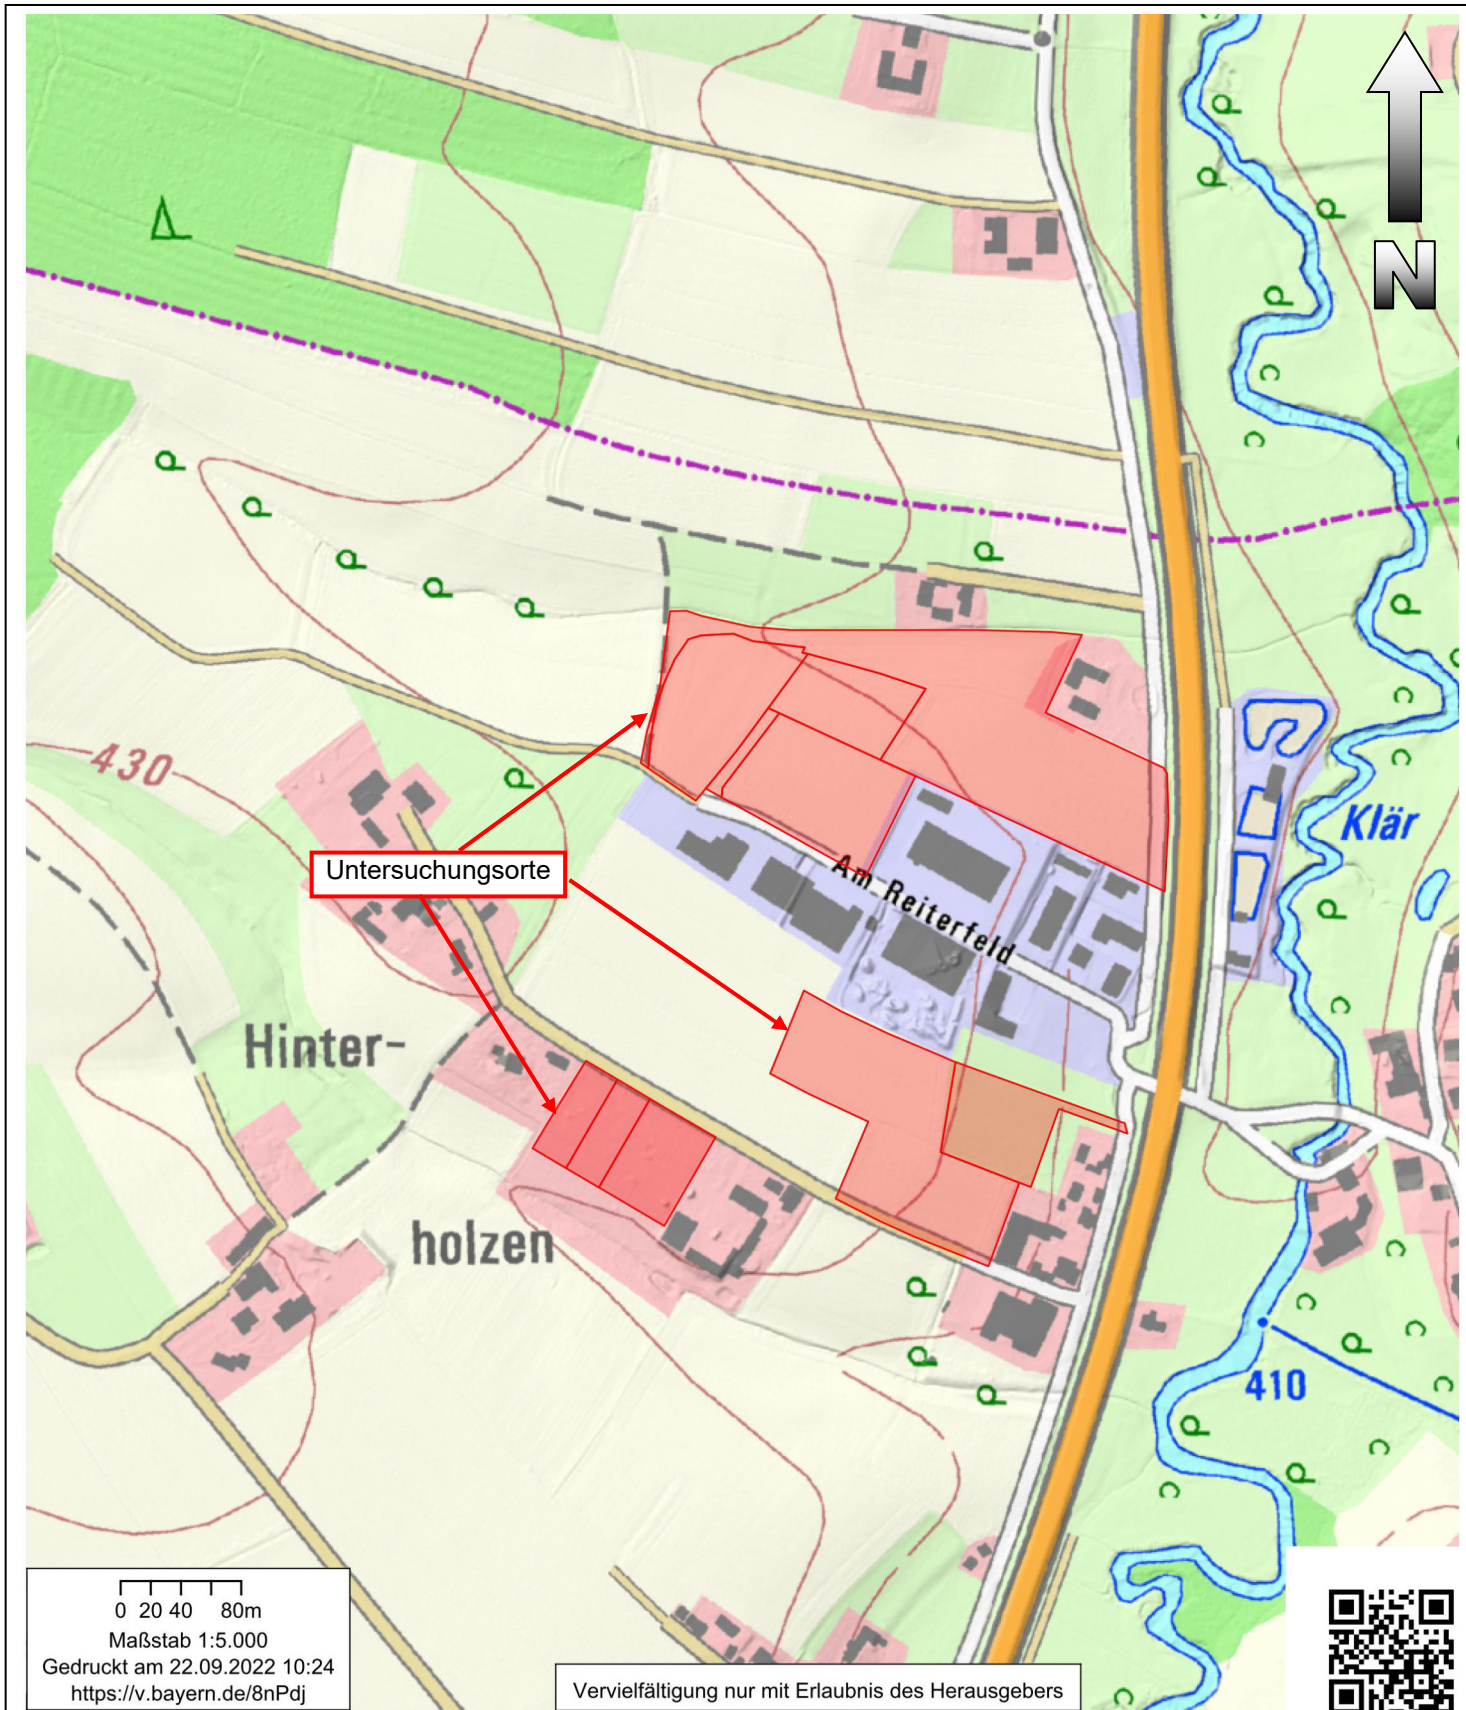 N
430
Klär
Untersuchungsorte
Am Reiterfeld
Hinter-
holzen
410
0 20 40 80m
Maßstab 1:5.000
Gedruckt am 22.09.2022 10:24
https://v.bayern.de/8nPdj
Vervielfältigung nur mit Erlaubnis des Herausgebers